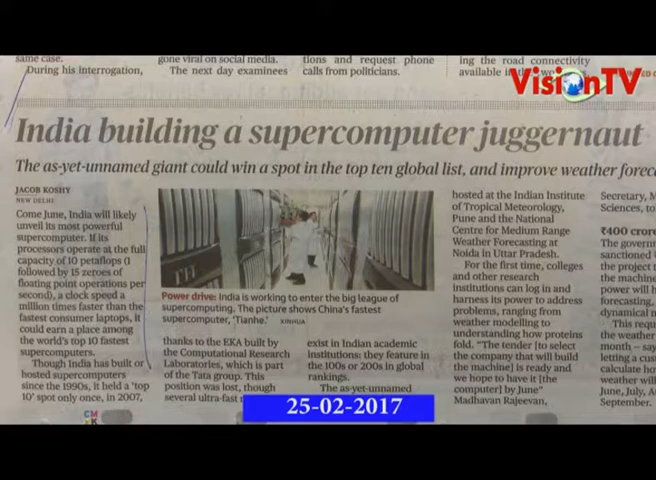 same case.
During his interrogation,
gone viral on social media.
The next day examinees
tions and request phone
calls from politicians.
ing the road connectivity
available in
VisionTV
India building a supercomputer juggernaut
The as-yet-unnamed giant could win a spot in the top ten global list, and improve weather foreca
JACOB KOSHY
NEW DELHI
Come June, India will likely
unveil its most powerful
supercomputer. If its
processors operate at the full
capacity of 10 petaflops (1
followed by 15 zeroes of
floating point operations per
second), a clock speed a
million times faster than the
fastest consumer laptops, it
could earn a place among
the world's top 10 fastest
supercomputers.
Though India has built or
hosted supercomputers
since the 1990s, it held a 'top
10' spot only once, in 2007,
Power drive: India is working to enter the big league of
supercomputing. The picture shows China's fastest
supercomputer, 'Tianhe.' XINHUA
thanks to the EKA built by
the Computational Research
Laboratories, which is part
of the Tata group. This
position was lost, though
several ultra-fast
exist in Indian academic
institutions; they feature in
the 100s or 200s in global
rankings.
The as-yet-unnamed
hosted at the Indian Institute
of Tropical Meteorology,
Pune and the National
Centre for Medium Range
Weather Forecasting at
Noida in Uttar Pradesh.
For the first time, colleges
and other research
institutions can log in and
harness its power to address
problems, ranging from
weather modelling to
understanding how proteins
fold. "The tender [to select
the company that will build
the machine] is ready and
we hope to have i[the
computer] by June"
Madhavan Rajeevan,
Secretary, M
Sciences, to
₹400 crore
The govern
sanctioned
the project t
the machine
power will h
forecasting,
dynamical m
This requ
the weather
month – say
letting a cus
calculate ho
weather will
June, July, A
September.
CM
K
25-02-2017